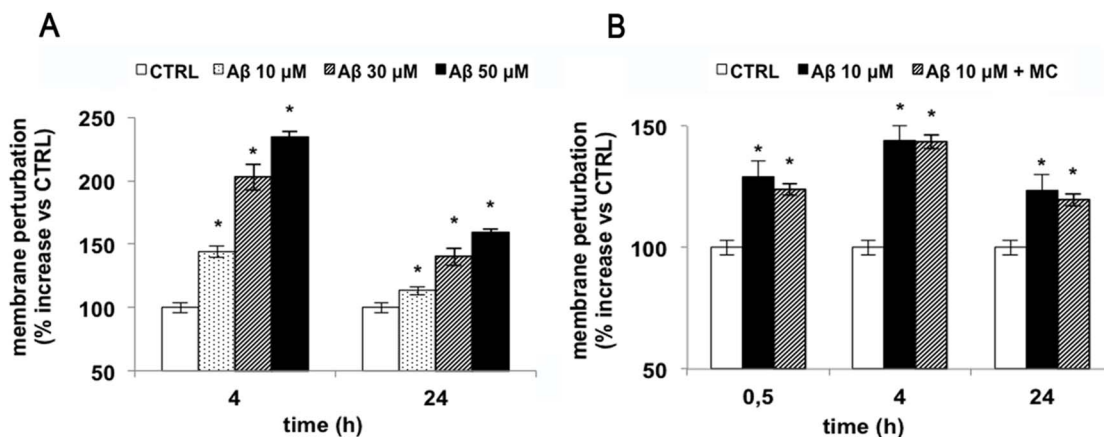 A
CTRL Aβ 10 µM Aβ 30 µM Aβ 50 µM
membrane perturbation
(% increase vs CTRL)
250
200
150
100
50
* * *
* * *
4 24
time (h)
B
CTRL Aβ 10 µM Aβ 10 µM + MC
membrane perturbation
(% increase vs CTRL)
150
100
50
* *
* *
* *
0,5 4 24
time (h)